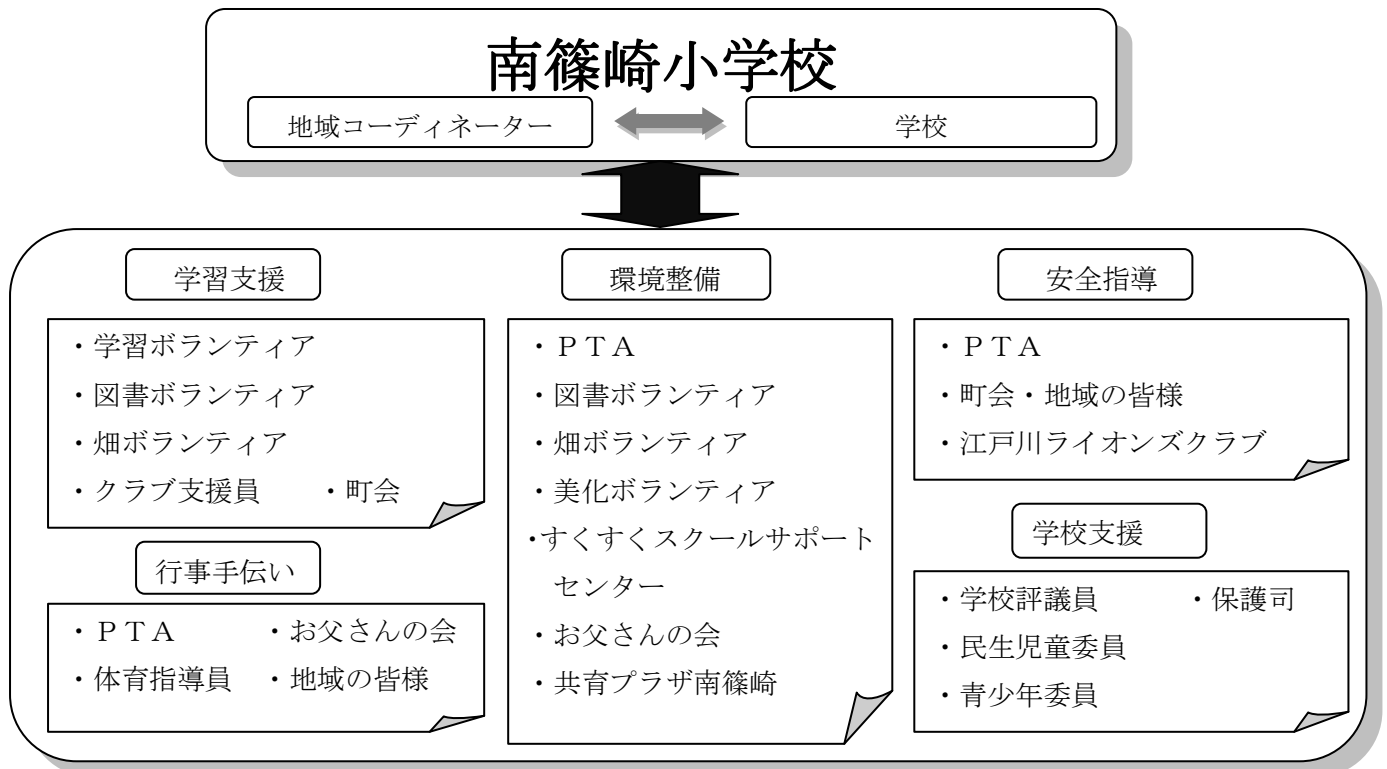 南篠崎小学校
地域コーディネーター
学校
学習支援
・学習ボランティア
・図書ボランティア
・畑ボランティア
・クラブ支援員　・町会
行事手伝い
・ＰＴＡ　・お父さんの会
・体育指導員　・地域の皆様
環境整備
・ＰＴＡ
・図書ボランティア
・畑ボランティア
・美化ボランティア
・すくすくスクールサポート
センター
・お父さんの会
・共育プラザ南篠崎
安全指導
・ＰＴＡ
・町会・地域の皆様
・江戸川ライオンズクラブ
学校支援
・学校評議員　・保護司
・民生児童委員
・青少年委員